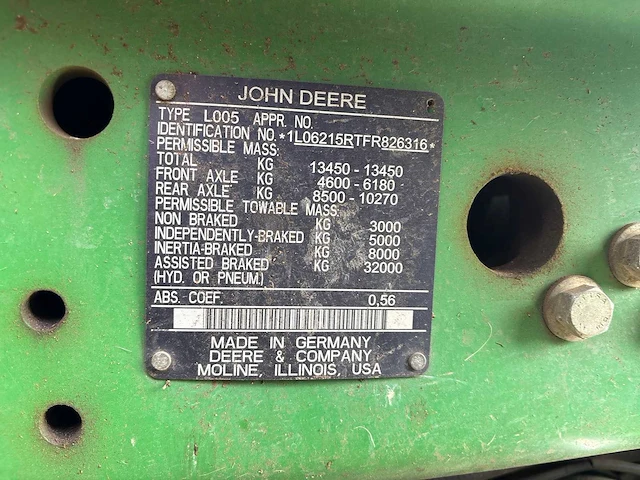 JOHN DEERE
TYPE L005 APPR. NO.
IDENTIFICATION NO. *1L06215RTFR826316*
PERMISSIBLE MASS:
TOTAL KG 13450 - 13450
FRONT AXLE KG 4600 - 6180
REAR AXLE KG 8500 - 10270
PERMISSIBLE TOWABLE MASS:
NON BRAKED KG 3000
INDEPENDENTLY-BRAKED KG 5000
INERTIA-BRAKED KG 8000
ASSISTED BRAKED KG 32000
(HYD. OR PNEUM.)
ABS. COEF. 0,56
MADE IN GERMANY
DEERE & COMPANY
MOLINE, ILLINOIS, USA